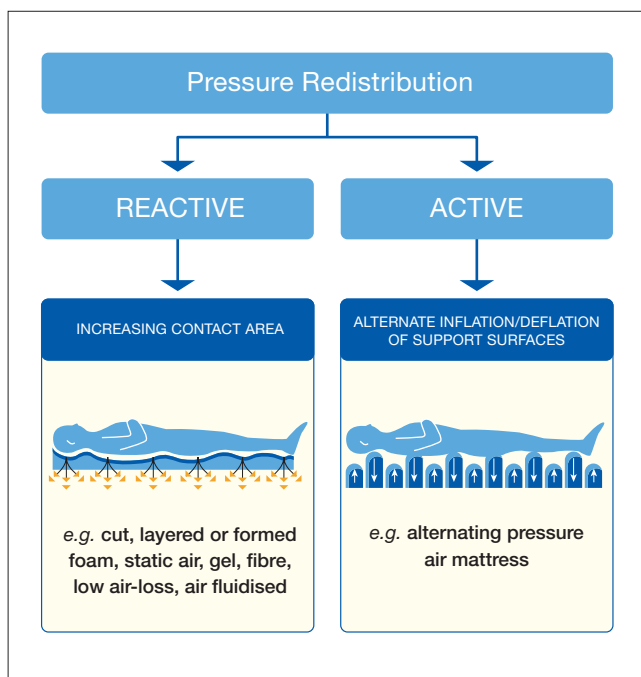 Pressure Redistribution
REACTIVE
ACTIVE
INCREASING CONTACT AREA
ALTERNATE INFLATION/DEFLATION
OF SUPPORT SURFACES
e.g. cut, layered or formed
foam, static air, gel, fibre,
low air-loss, air fluidised
e.g. alternating pressure
air mattress